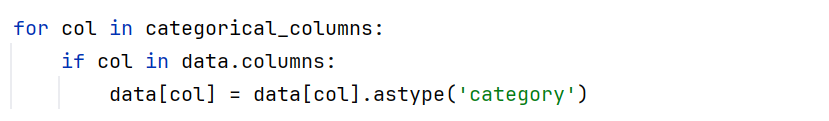 for col in categorical_columns:
    if col in data.columns:
        data[col] = data[col].astype('category')